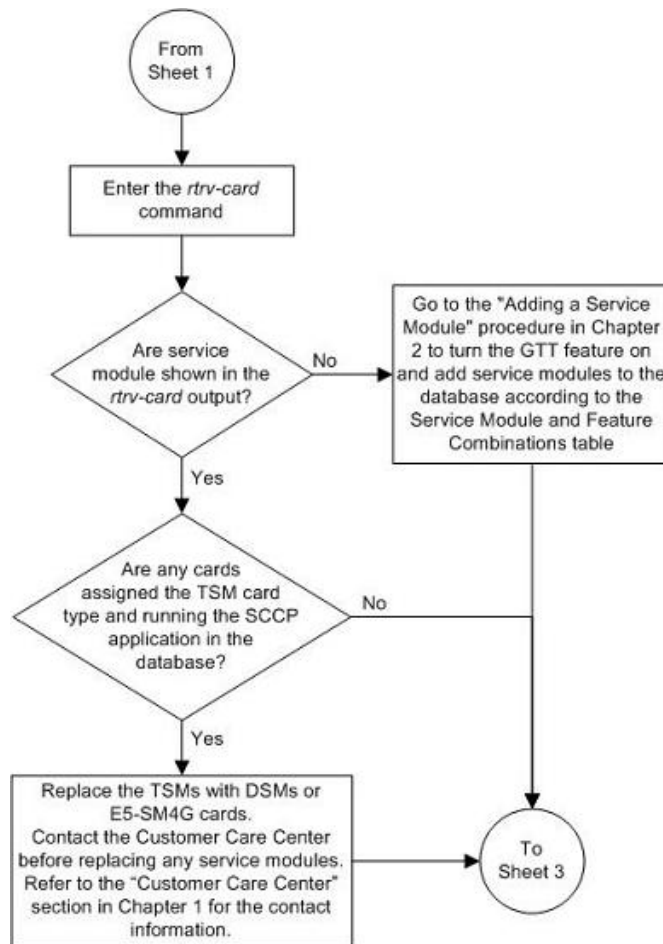 From
Sheet 1
Enter the rtrv-card
command
Are service
module shown in the
rtrv-card output?
No
Go to the "Adding a Service
Module" procedure in Chapter
2 to turn the GTT feature on
and add service modules to the
database according to the
Service Module and Feature
Combinations table
Yes
Are any cards
assigned the TSM card
type and running the SCCP
application in the
database?
No
Yes
Replace the TSMs with DSMs or
E5-SM4G cards.
Contact the Customer Care Center
before replacing any service modules.
Refer to the “Customer Care Center”
section in Chapter 1 for the contact
information.
To
Sheet 3